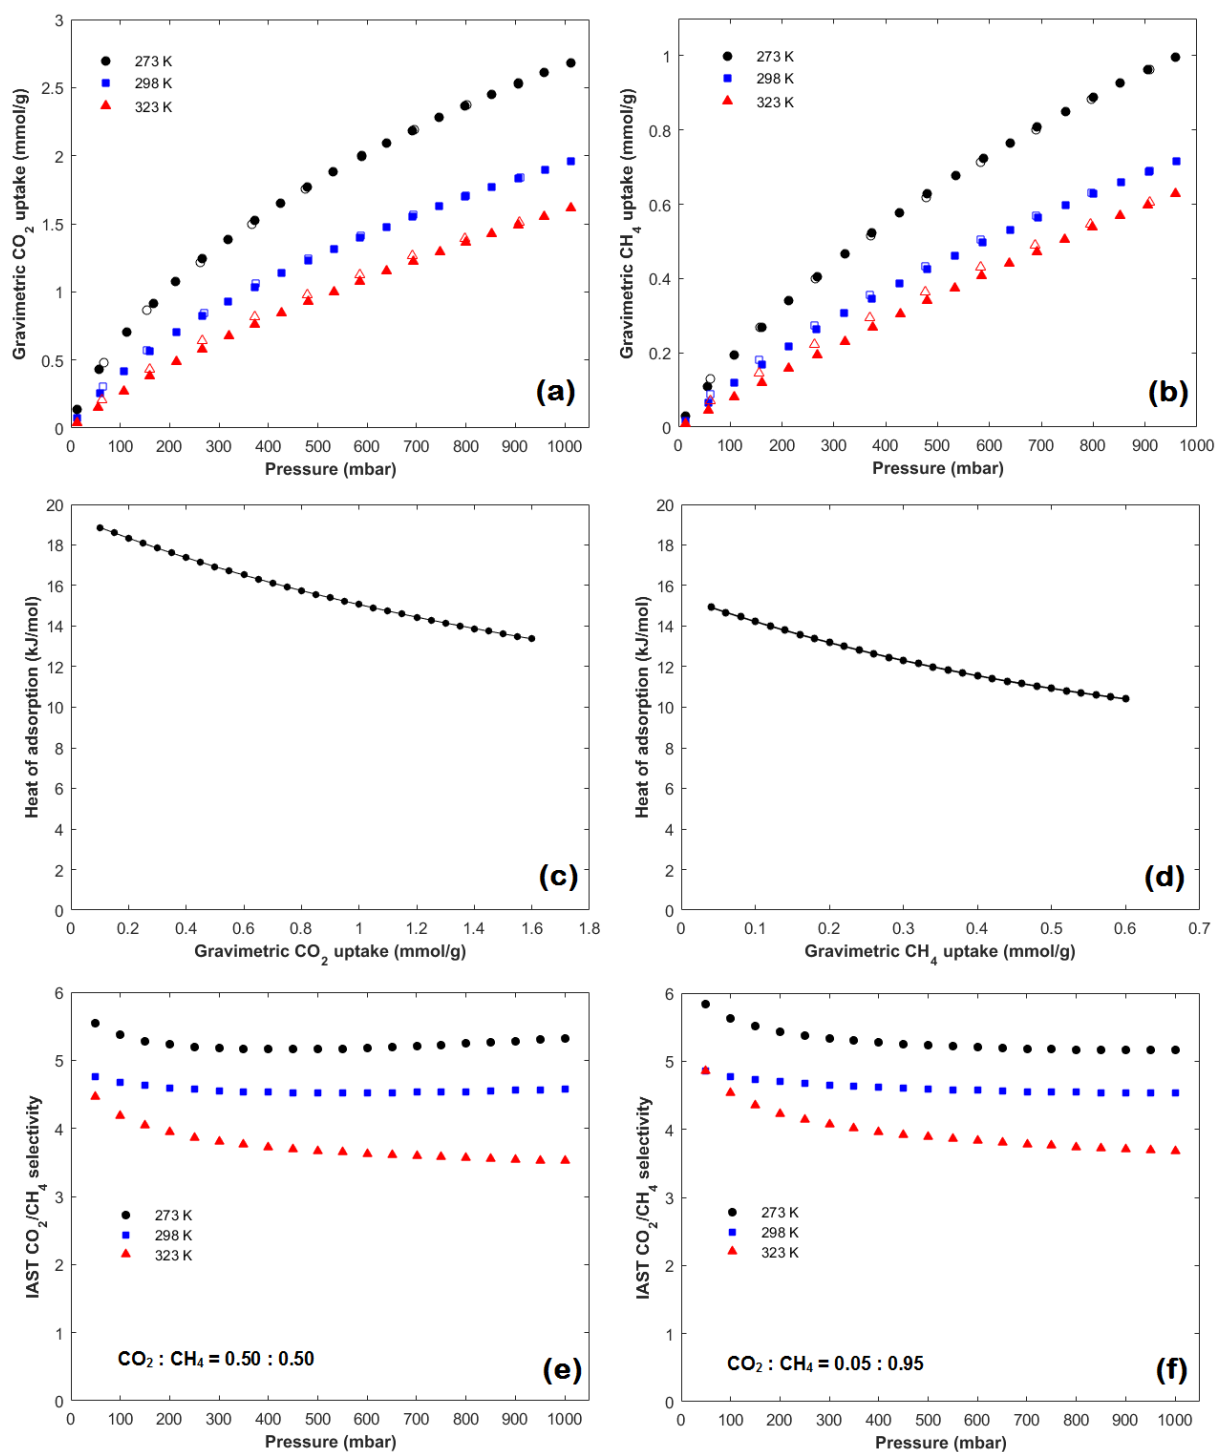 3
2.5
2
1.5
1
0.5
0
Gravimetric CO2 uptake (mmol/g)
273 K
298 K
323 K
(a)
0 100 200 300 400 500 600 700 800 900 1000
Pressure (mbar)
1
0.8
0.6
0.4
0.2
0
Gravimetric CH4 uptake (mmol/g)
273 K
298 K
323 K
(b)
0 100 200 300 400 500 600 700 800 900 1000
Pressure (mbar)
20
18
16
14
12
10
8
6
4
2
0
Heat of adsorption (kJ/mol)
(c)
0 0.2 0.4 0.6 0.8 1 1.2 1.4 1.6 1.8
Gravimetric CO2 uptake (mmol/g)
20
18
16
14
12
10
8
6
4
2
0
Heat of adsorption (kJ/mol)
(d)
0 0.1 0.2 0.3 0.4 0.5 0.6 0.7
Gravimetric CH4 uptake (mmol/g)
6
5
4
3
2
1
0
IAST CO2/CH4 selectivity
273 K
298 K
323 K
CO2 : CH4 = 0.50 : 0.50
(e)
0 100 200 300 400 500 600 700 800 900 1000
Pressure (mbar)
6
5
4
3
2
1
0
IAST CO2/CH4 selectivity
273 K
298 K
323 K
CO2 : CH4 = 0.05 : 0.95
(f)
0 100 200 300 400 500 600 700 800 900 1000
Pressure (mbar)